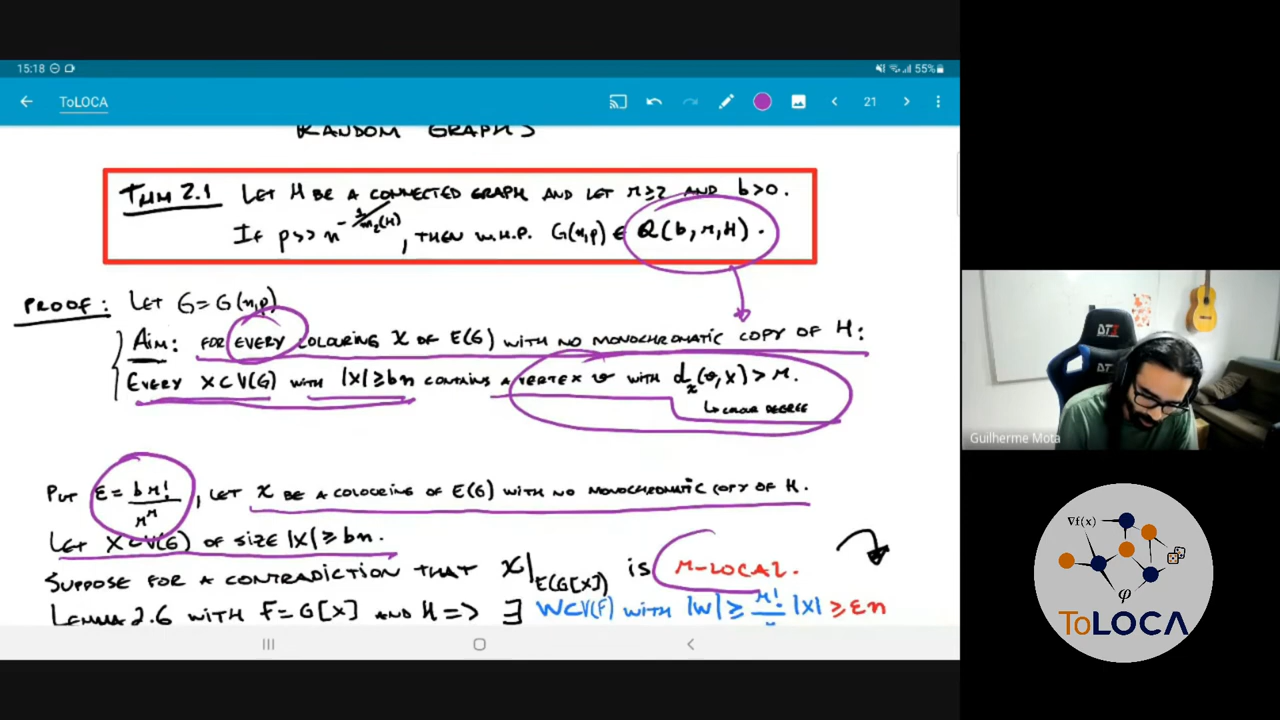 15:18
55%
ToLOCA
21
RANDOM GRAPHS
THM 2.1 LET H BE A CONNECTED GRAPH AND LET r≥2 AND b>0.
IF p>> n^{-1/m₂(H)}, THEN W.H.P. G(n,p) ∈ Q(b,r,H).
PROOF: LET G=G(n,p)
AIM: FOR EVERY COLOURING χ OF E(G) WITH NO MONOCHROMATIC COPY OF H:
EVERY X⊂V(G) WITH |X|≥bn CONTAINS A VERTEX v WITH d_χ(v,X)>r.
↳COLOUR DEGREE
PUT ε = b r!/r^r, LET χ BE A COLOURING OF E(G) WITH NO MONOCHROMATIC COPY OF H.
LET X⊂V(G) OF SIZE |X|≥bn.
SUPPOSE FOR A CONTRADICTION THAT χ|_{E(G[X])} IS r-LOCAL.
LEMMA 2.6 WITH F=G[X] AND H => ∃ W⊂V(F) WITH |W| ≥ r!/ |X| ≥ εn
Guilherme Mota
DT3
∇f(x)
φ
ToLOCA